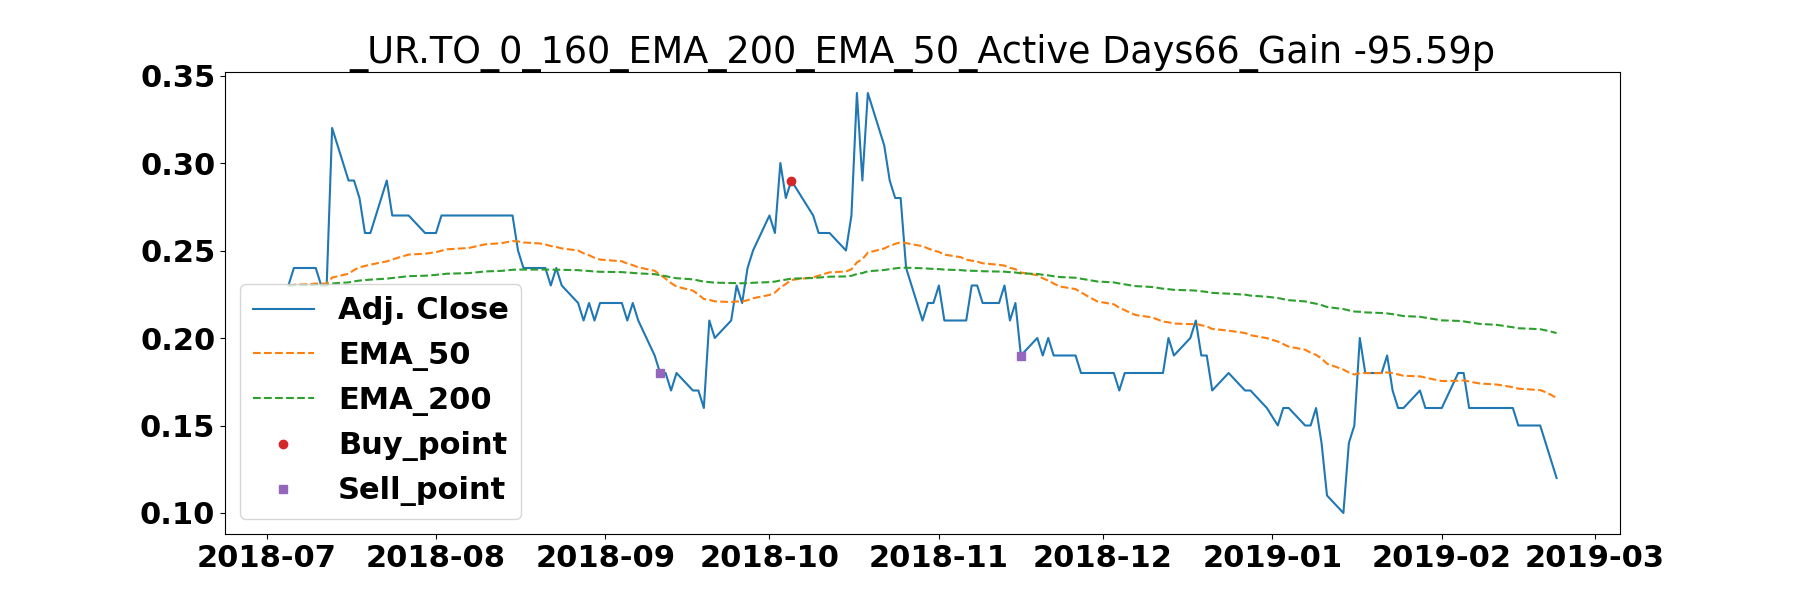 _UR.TO_0_160_EMA_200_EMA_50_Active Days66_Gain -95.59p
0.35
0.30
0.25
0.20
0.15
0.10
Adj. Close
EMA_50
EMA_200
Buy_point
Sell_point
2018-07 2018-08 2018-09 2018-10 2018-11 2018-12 2019-01 2019-02 2019-03